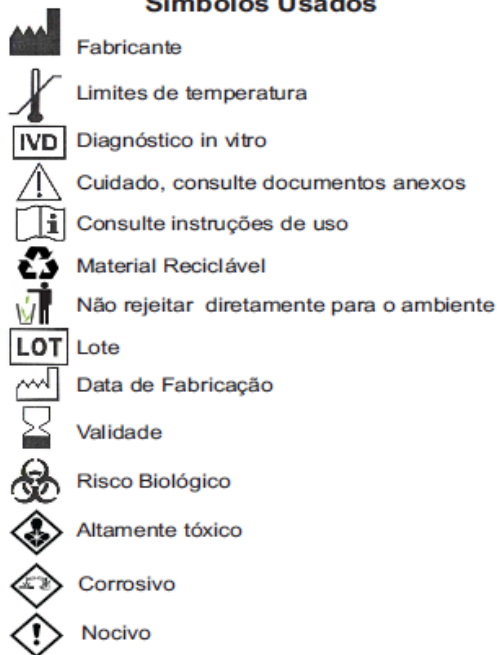 Símbolos Usados
Fabricante
Limites de temperatura
IVD Diagnóstico in vitro
Cuidado, consulte documentos anexos
i Consulte instruções de uso
Material Reciclável
Não rejeitar diretamente para o ambiente
LOT Lote
Data de Fabricação
Validade
Risco Biológico
Altamente tóxico
Corrosivo
Nocivo